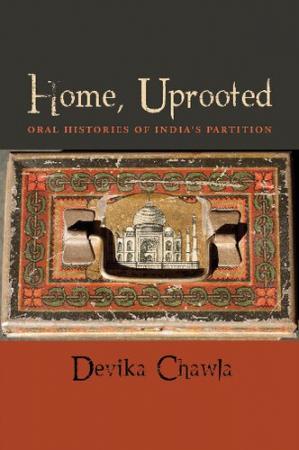 Home, Uprooted
ORAL HISTORIES OF INDIA'S PARTITION
Devika Chawla